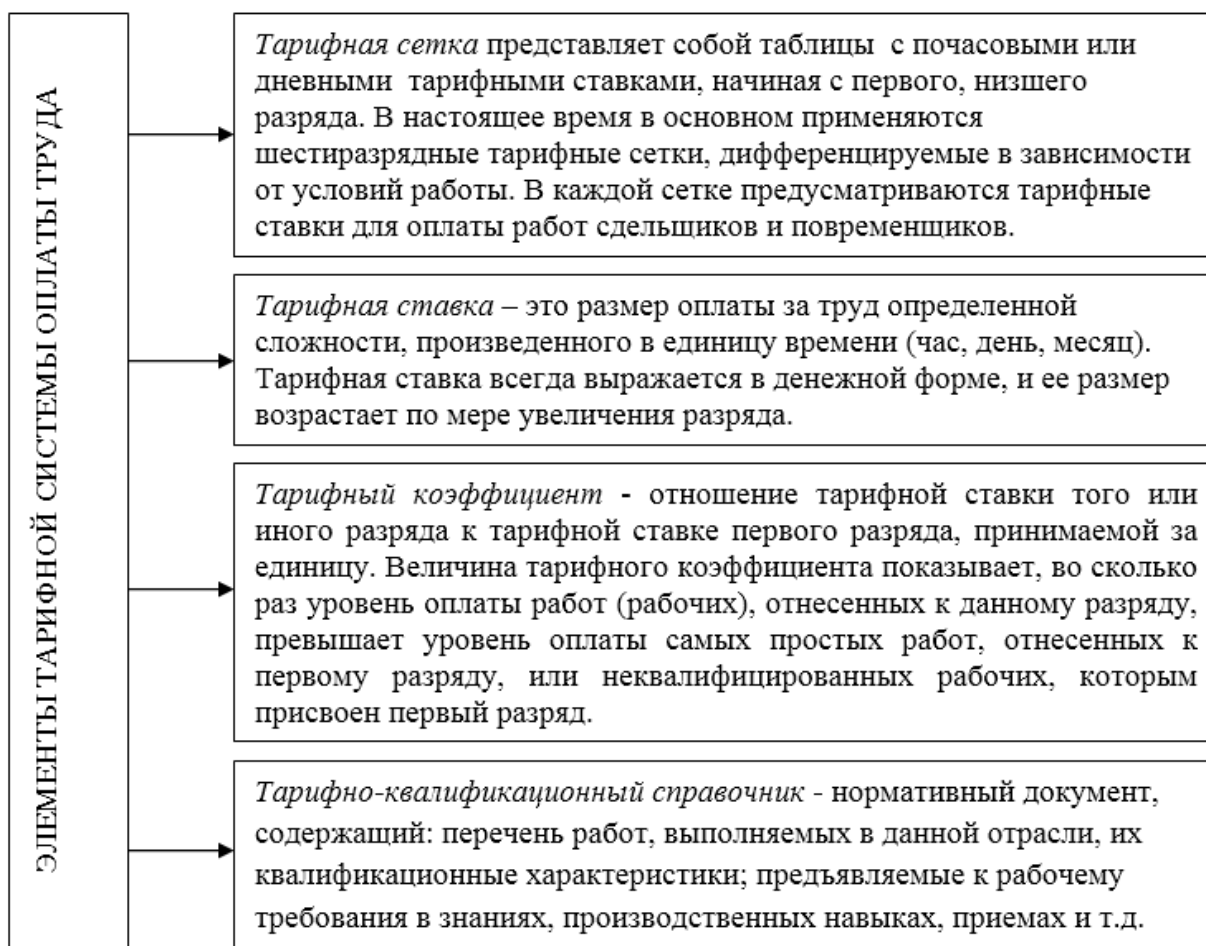 ЭЛЕМЕНТЫ ТАРИФНОЙ СИСТЕМЫ ОПЛАТЫ ТРУДА
Тарифная сетка представляет собой таблицы с почасовыми или
дневными тарифными ставками, начиная с первого, низшего
разряда. В настоящее время в основном применяются
шестиразрядные тарифные сетки, дифференцируемые в зависимости
от условий работы. В каждой сетке предусматриваются тарифные
ставки для оплаты работ сдельщиков и повременщиков.
Тарифная ставка – это размер оплаты за труд определенной
сложности, произведенного в единицу времени (час, день, месяц).
Тарифная ставка всегда выражается в денежной форме, и ее размер
возрастает по мере увеличения разряда.
Тарифный коэффициент - отношение тарифной ставки того или
иного разряда к тарифной ставке первого разряда, принимаемой за
единицу. Величина тарифного коэффициента показывает, во сколько
раз уровень оплаты работ (рабочих), отнесенных к данному разряду,
превышает уровень оплаты самых простых работ, отнесенных к
первому разряду, или неквалифицированных рабочих, которым
присвоен первый разряд.
Тарифно-квалификационный справочник - нормативный документ,
содержащий: перечень работ, выполняемых в данной отрасли, их
квалификационные характеристики; предъявляемые к рабочему
требования в знаниях, производственных навыках, приемах и т.д.